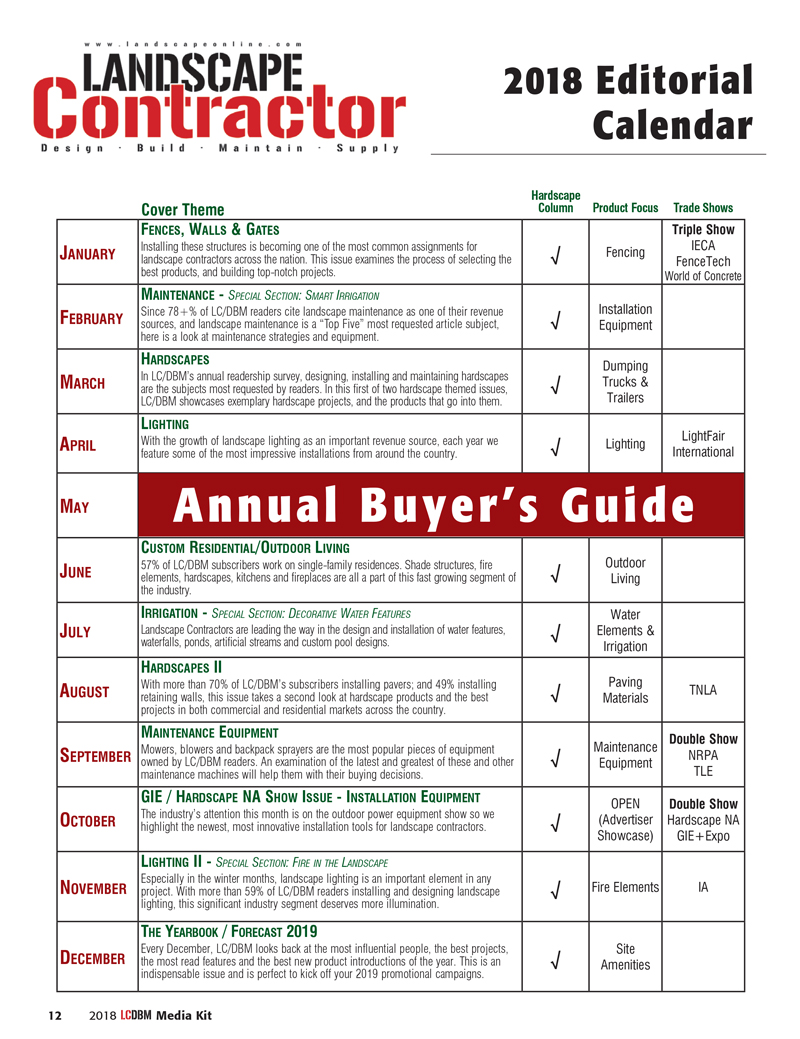 www.landscapeonline.com
LANDSCAPE
Contractor
Design · Build · Maintain · Supply
2018 Editorial
Calendar
Cover Theme
Hardscape
Column
Product Focus
Trade Shows
JANUARY
FENCES, WALLS & GATES
Installing these structures is becoming one of the most common assignments for
landscape contractors across the nation. This issue examines the process of selecting the
best products, and building top-notch projects.
√
Fencing
Triple Show
IECA
FenceTech
World of Concrete
FEBRUARY
MAINTENANCE - SPECIAL SECTION: SMART IRRIGATION
Since 78+% of LC/DBM readers cite landscape maintenance as one of their revenue
sources, and landscape maintenance is a “Top Five” most requested article subject,
here is a look at maintenance strategies and equipment.
√
Installation
Equipment
MARCH
HARDSCAPES
In LC/DBM’s annual readership survey, designing, installing and maintaining hardscapes
are the subjects most requested by readers. In this first of two hardscape themed issues,
LC/DBM showcases exemplary hardscape projects, and the products that go into them.
√
Dumping
Trucks &
Trailers
APRIL
LIGHTING
With the growth of landscape lighting as an important revenue source, each year we
feature some of the most impressive installations from around the country.
√
Lighting
LightFair
International
MAY
Annual Buyer’s Guide
JUNE
CUSTOM RESIDENTIAL/OUTDOOR LIVING
57% of LC/DBM subscribers work on single-family residences. Shade structures, fire
elements, hardscapes, kitchens and fireplaces are all a part of this fast growing segment of
the industry.
√
Outdoor
Living
JULY
IRRIGATION - SPECIAL SECTION: DECORATIVE WATER FEATURES
Landscape Contractors are leading the way in the design and installation of water features,
waterfalls, ponds, artificial streams and custom pool designs.
√
Water
Elements &
Irrigation
AUGUST
HARDSCAPES II
With more than 70% of LC/DBM’s subscribers installing pavers; and 49% installing
retaining walls, this issue takes a second look at hardscape products and the best
projects in both commercial and residential markets across the country.
√
Paving
Materials
TNLA
SEPTEMBER
MAINTENANCE EQUIPMENT
Mowers, blowers and backpack sprayers are the most popular pieces of equipment
owned by LC/DBM readers. An examination of the latest and greatest of these and other
maintenance machines will help them with their buying decisions.
√
Maintenance
Equipment
Double Show
NRPA
TLE
OCTOBER
GIE / HARDSCAPE NA SHOW ISSUE - INSTALLATION EQUIPMENT
The industry’s attention this month is on the outdoor power equipment show so we
highlight the newest, most innovative installation tools for landscape contractors.
√
OPEN
(Advertiser
Showcase)
Double Show
Hardscape NA
GIE+Expo
NOVEMBER
LIGHTING II - SPECIAL SECTION: FIRE IN THE LANDSCAPE
Especially in the winter months, landscape lighting is an important element in any
project. With more than 59% of LC/DBM readers installing and designing landscape
lighting, this significant industry segment deserves more illumination.
√
Fire Elements
IA
DECEMBER
THE YEARBOOK / FORECAST 2019
Every December, LC/DBM looks back at the most influential people, the best projects,
the most read features and the best new product introductions of the year. This is an
indispensable issue and is perfect to kick off your 2019 promotional campaigns.
√
Site
Amenities
12 2018 LCDBM Media Kit